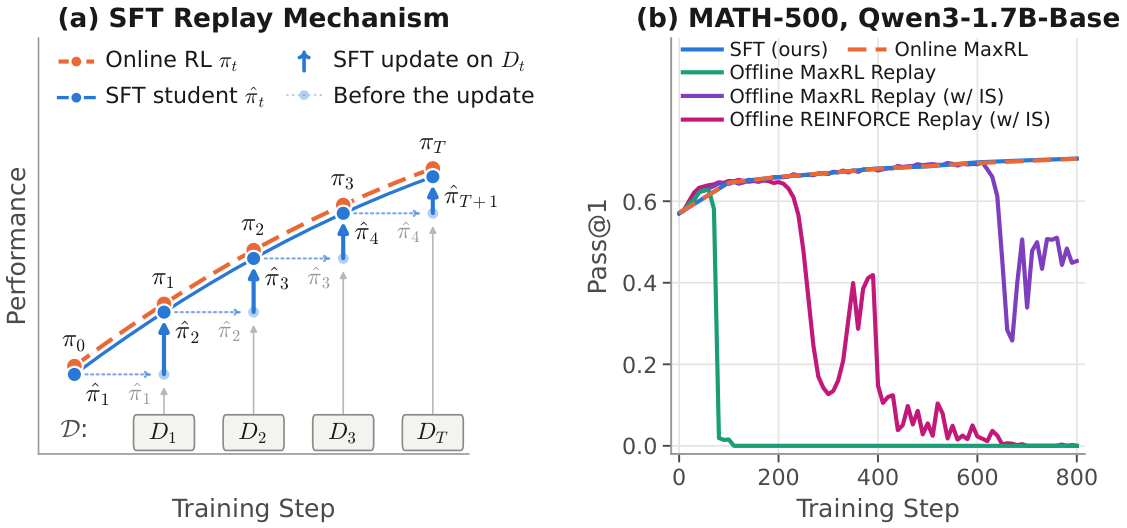 (a) SFT Replay Mechanism
Online RL π_t
SFT update on D_t
SFT student π̂_t
Before the update
Performance
π_0
π_1
π_2
π_3
π_T
π̂_1
π̂_1
π̂_2
π̂_2
π̂_3
π̂_3
π̂_4
π̂_4
π̂_{T+1}
𝒟:
D_1
D_2
D_3
D_T
Training Step
(b) MATH-500, Qwen3-1.7B-Base
SFT (ours)
Online MaxRL
Offline MaxRL Replay
Offline MaxRL Replay (w/ IS)
Offline REINFORCE Replay (w/ IS)
Pass@1
0.6
0.4
0.2
0.0
0 200 400 600 800
Training Step